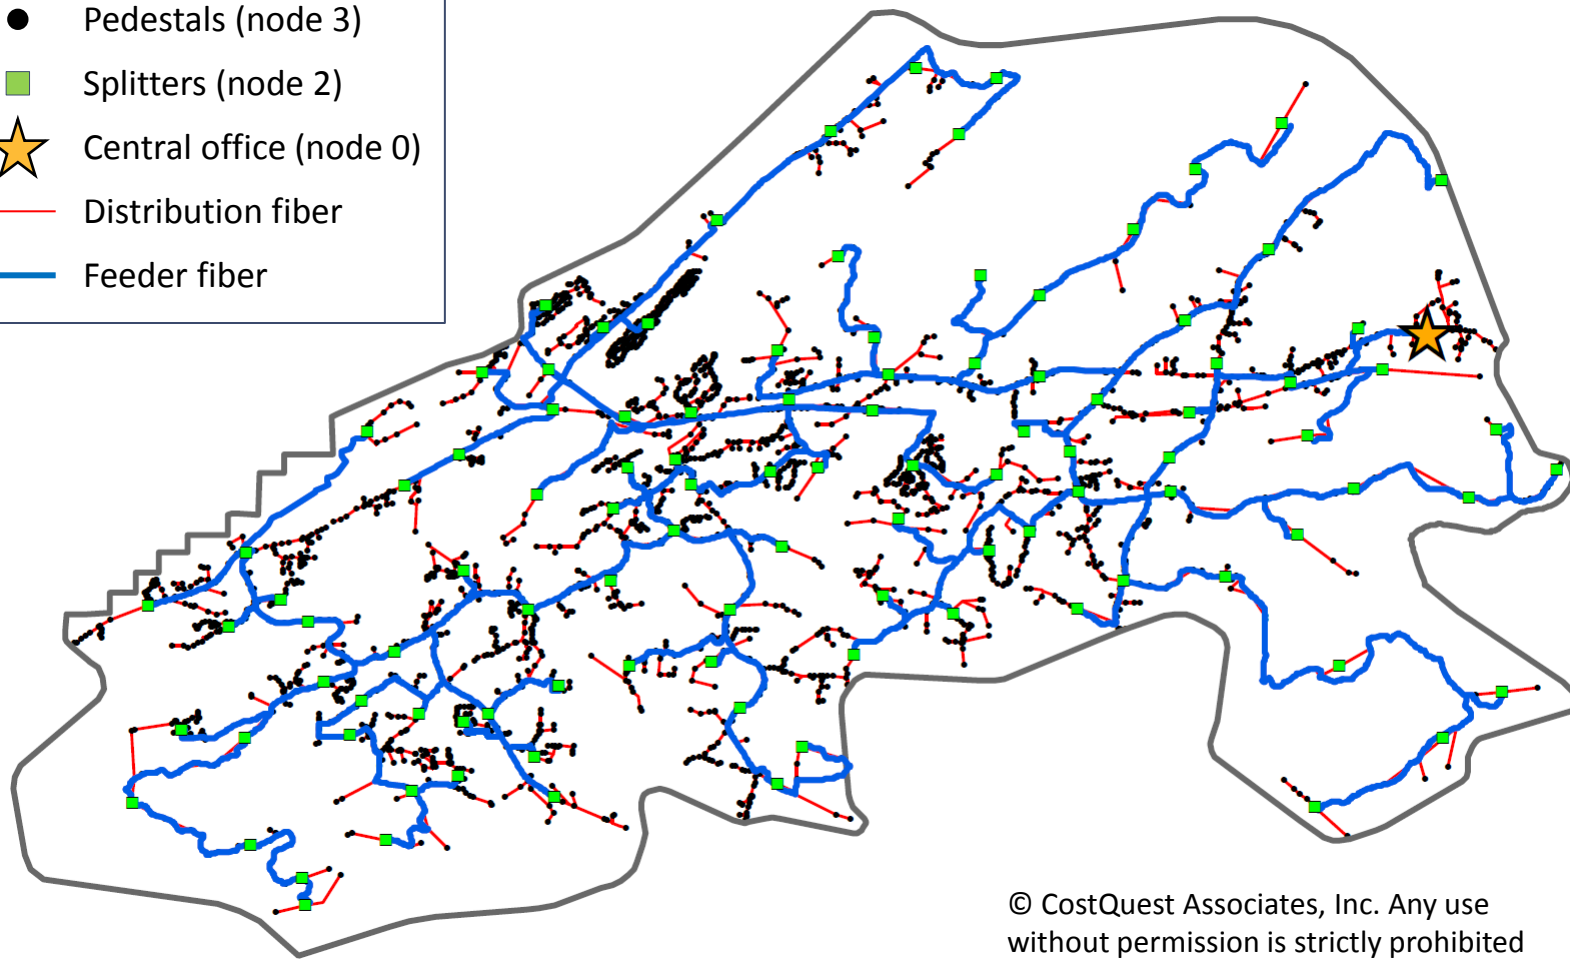 Pedestals (node 3)
Splitters (node 2)
Central office (node 0)
Distribution fiber
Feeder fiber
© CostQuest Associates, Inc. Any use
without permission is strictly prohibited